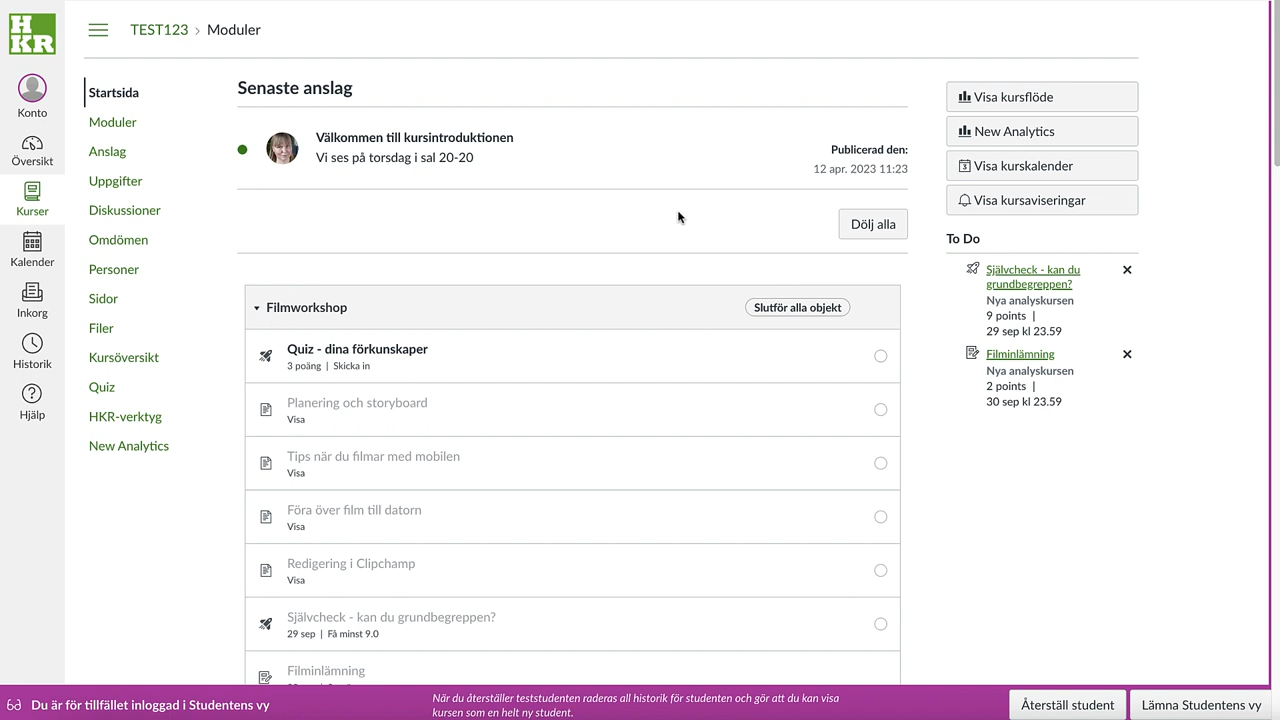 HKR
TEST123 › Moduler
Konto
Översikt
Kurser
Kalender
Inkorg
Historik
Hjälp
Startsida
Moduler
Anslag
Uppgifter
Diskussioner
Omdömen
Personer
Sidor
Filer
Kursöversikt
Quiz
HKR-verktyg
New Analytics
Senaste anslag
Välkommen till kursintroduktionen
Vi ses på torsdag i sal 20-20
Publicerad den:
12 apr. 2023 11:23
Dölj alla
Filmworkshop
Slutför alla objekt
Quiz - dina förkunskaper
3 poäng | Skicka in
Planering och storyboard
Visa
Tips när du filmar med mobilen
Visa
Föra över film till datorn
Visa
Redigering i Clipchamp
Visa
Självcheck - kan du grundbegreppen?
29 sep | Få minst 9.0
Filminlämning
Visa kursflöde
New Analytics
Visa kurskalender
Visa kursaviseringar
To Do
Självcheck - kan du
grundbegreppen?
Nya analyskursen
9 points |
29 sep kl 23.59
Filminlämning
Nya analyskursen
2 points |
30 sep kl 23.59
Du är för tillfället inloggad i Studentens vy
När du återställer teststudenten raderas all historik för studenten och gör att du kan visa
kursen som en helt ny student.
Återställ student
Lämna Studentens vy